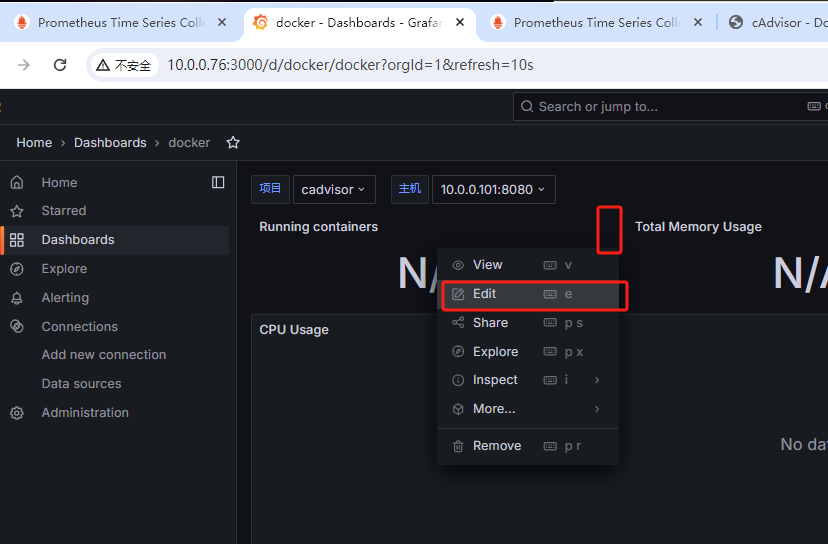 Prometheus Time Series Colle
docker - Dashboards - Grafan
Prometheus Time Series Colle
cAdvisor - Do
不安全
10.0.0.76:3000/d/docker/docker?orgId=1&refresh=10s
Search or jump to...
Home › Dashboards › docker
Home
Starred
Dashboards
Explore
Alerting
Connections
Add new connection
Data sources
Administration
项目 cadvisor
主机 10.0.0.101:8080
Running containers
Total Memory Usage
N/
N/A
View v
Edit e
Share p s
Explore p x
Inspect i
More...
Remove p r
CPU Usage
No dat